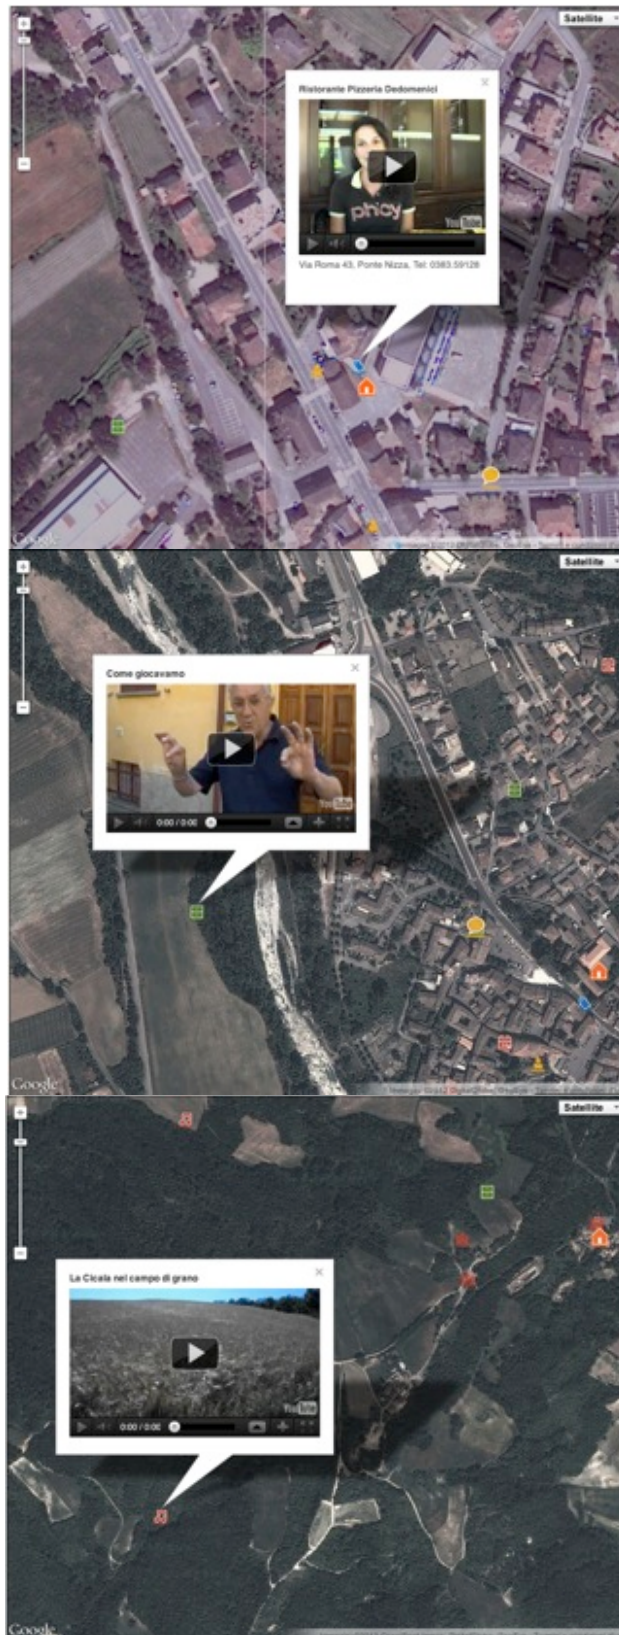 Satellite
Ristorante Pizzeria Dedomenici
phicy
YouTube
Via Roma 43, Ponte Nizza, Tel: 0383.59128
Google
Satellite
Come giocavamo
YouTube
0:00 / 0:00
Google
Satellite
La Cicala nel campo di grano
YouTube
0:00 / 0:00
Google